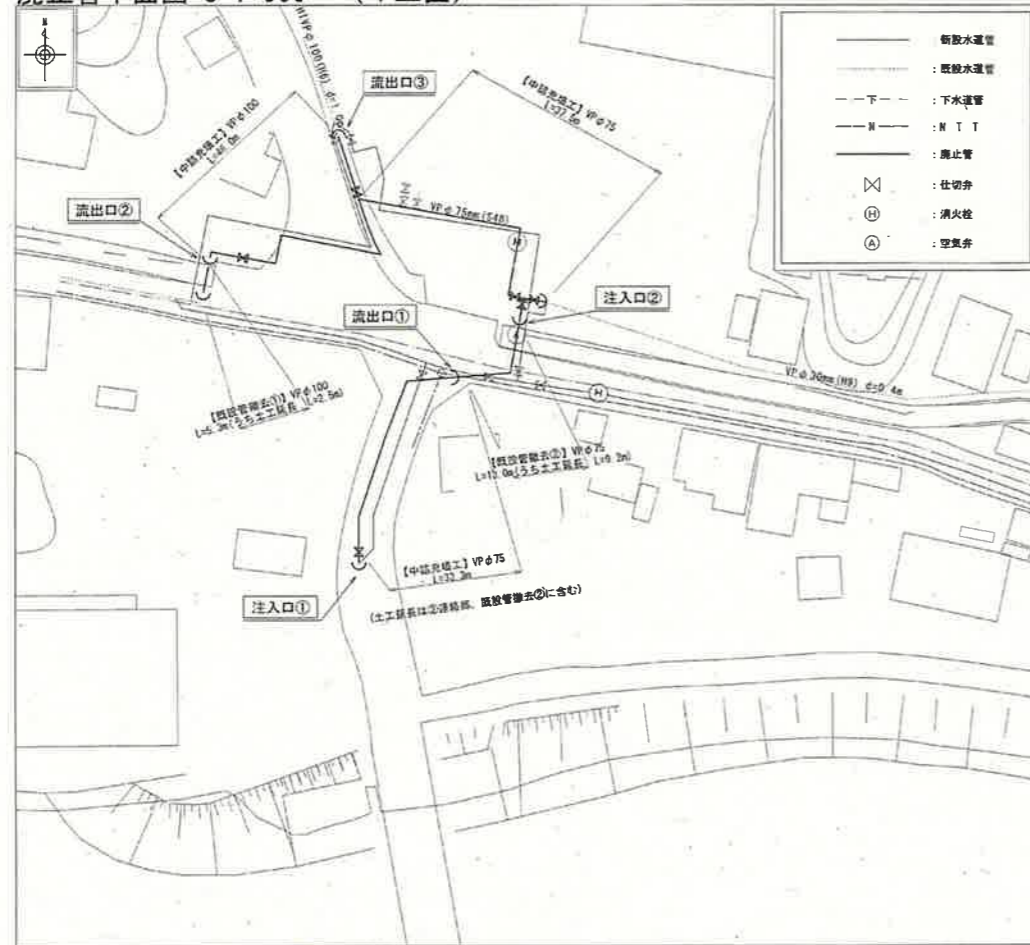 N
新設水道管
：既設水道管
下
：下水道管
N
：N T T
：廃止管
：仕切弁
H
：消火栓
A
：空気弁
流出口③
【中詰充填工】VPφ100
L=46.0m
【中詰充填工】VPφ75
L=37.5m
流出口②
VPφ75mm(S48)
H
注入口②
流出口①
A
VPφ30mm(H9) d=0.4m
H
【既設管撤去①】VPφ100
L=5.3m(うち土工延長 L=2.5m)
【既設管撤去②】VPφ75
L=12.0m(うち土工延長 L=9.2m)
【中詰充填工】VPφ75
L=32.3m
注入口①
(土工延長は②連絡部、既設管撤去②に含む)